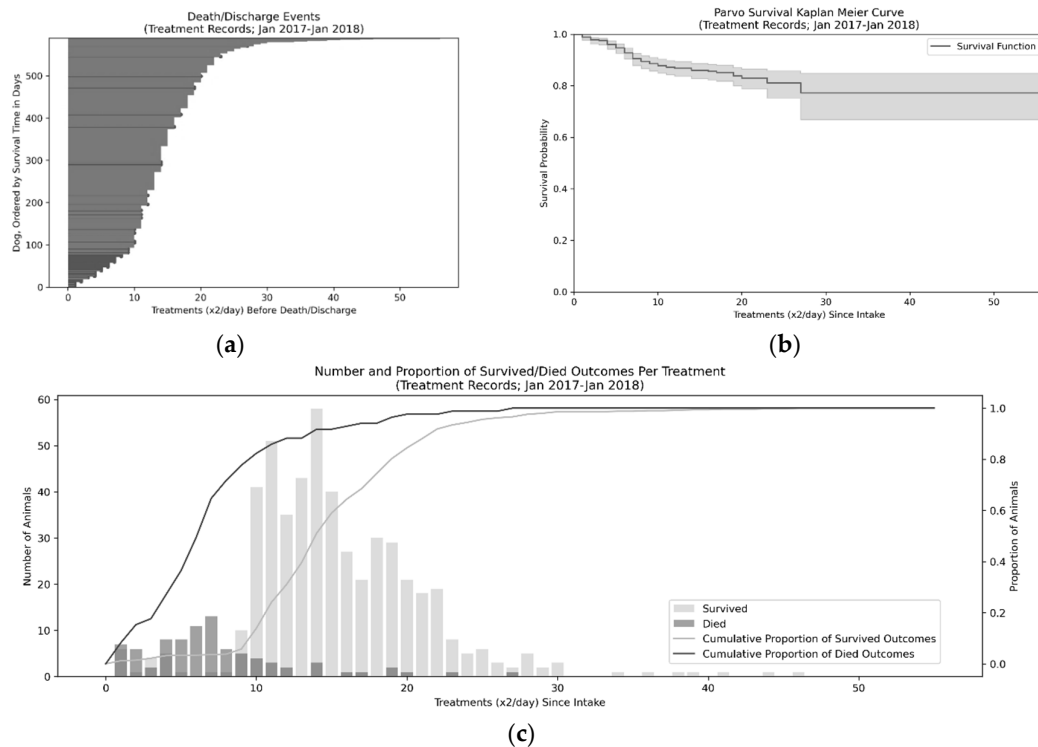 Death/Discharge Events
(Treatment Records; Jan 2017-Jan 2018)
500
400
300
200
100
0
Dog, Ordered by Survival Time in Days
0 10 20 30 40 50
Treatments (x2/day) Before Death/Discharge
(a)
Parvo Survival Kaplan Meier Curve
(Treatment Records; Jan 2017-Jan 2018)
Survival Function
1.0
0.8
0.6
0.4
0.2
0.0
Survival Probability
0 10 20 30 40 50
Treatments (x2/day) Since Intake
(b)
Number and Proportion of Survived/Died Outcomes Per Treatment
(Treatment Records; Jan 2017-Jan 2018)
60
50
40
30
20
10
0
Number of Animals
1.0
0.8
0.6
0.4
0.2
0.0
Proportion of Animals
Survived
Died
Cumulative Proportion of Survived Outcomes
Cumulative Proportion of Died Outcomes
0 10 20 30 40 50
Treatments (x2/day) Since Intake
(c)